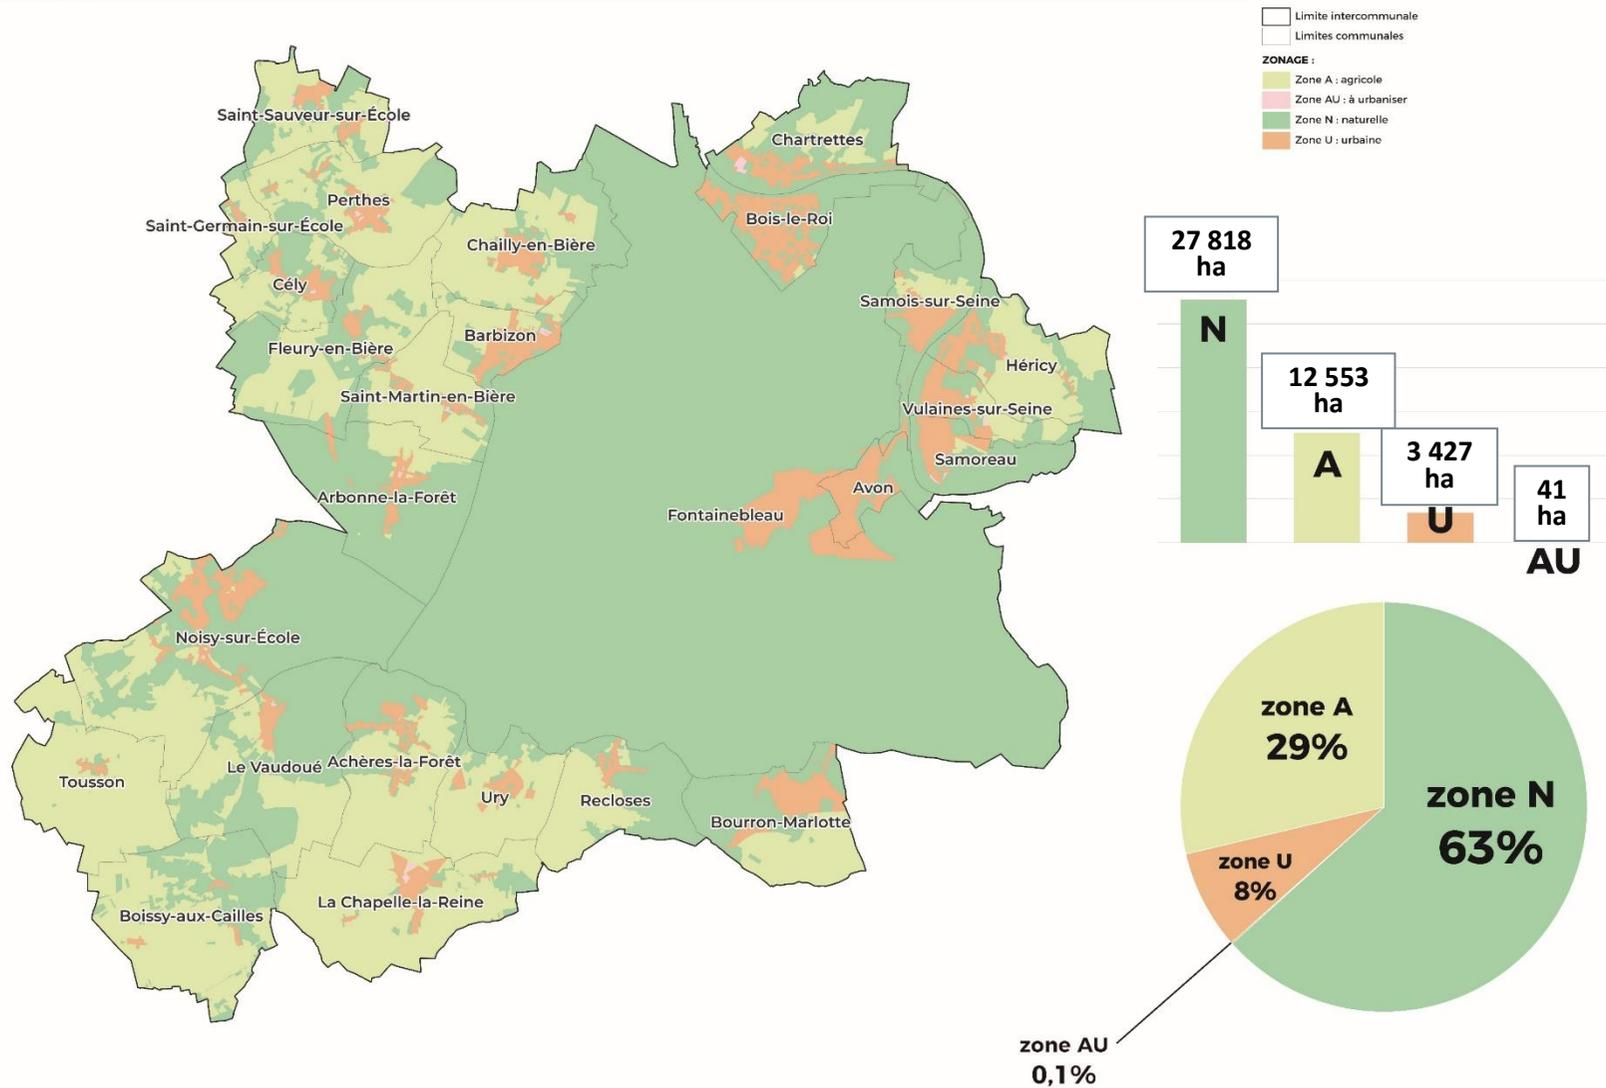 Limite intercommunale
Limites communales
ZONAGE :
Zone A : agricole
Zone AU : à urbaniser
Zone N : naturelle
Zone U : urbaine
Saint-Sauveur-sur-École
Chartrettes
Perthes
Saint-Germain-sur-École
Bois-le-Roi
Chailly-en-Bière
Cély
Samois-sur-Seine
Barbizon
Fleury-en-Bière
Héricy
Saint-Martin-en-Bière
Vulaines-sur-Seine
Samoreau
Avon
Arbonne-la-Forêt
Fontainebleau
Noisy-sur-École
Le Vaudoué
Achères-la-Forêt
Tousson
Ury
Recloses
Bourron-Marlotte
La Chapelle-la-Reine
Boissy-aux-Cailles
27 818
ha
N
12 553
ha
A
3 427
ha
U
41
ha
AU
zone A
29%
zone N
63%
zone U
8%
zone AU
0,1%